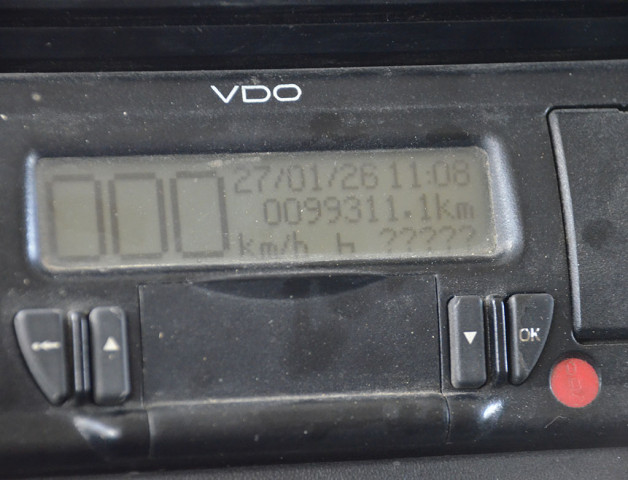 VDO
000
27/01/26 11:08
0099311.1km
km/h h ?????
OK